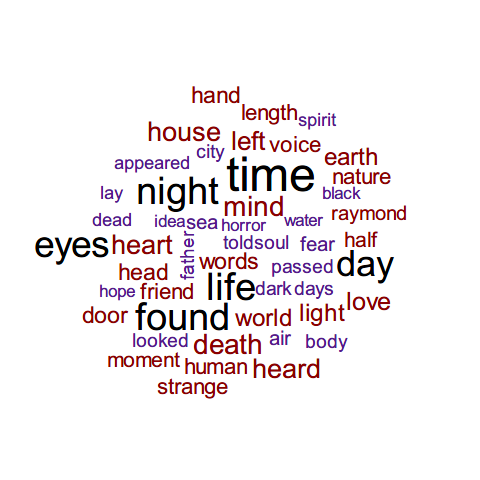 hand
length spirit
house left voice
city
appeared earth
time nature
lay night black
mind raymond
dead idea sea horror water
eyes heart told soul fear half
father
head words passed day
hope friend life dark days
door found world light love
looked death air body
moment human heard
strange